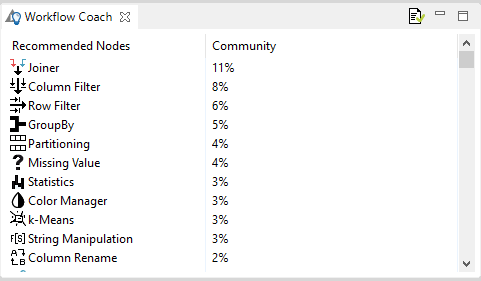 Workflow Coach
Recommended Nodes Community
Joiner 11%
Column Filter 8%
Row Filter 6%
GroupBy 5%
Partitioning 4%
? Missing Value 4%
Statistics 3%
Color Manager 3%
k-Means 3%
F[S] String Manipulation 3%
A B C Column Rename 2%